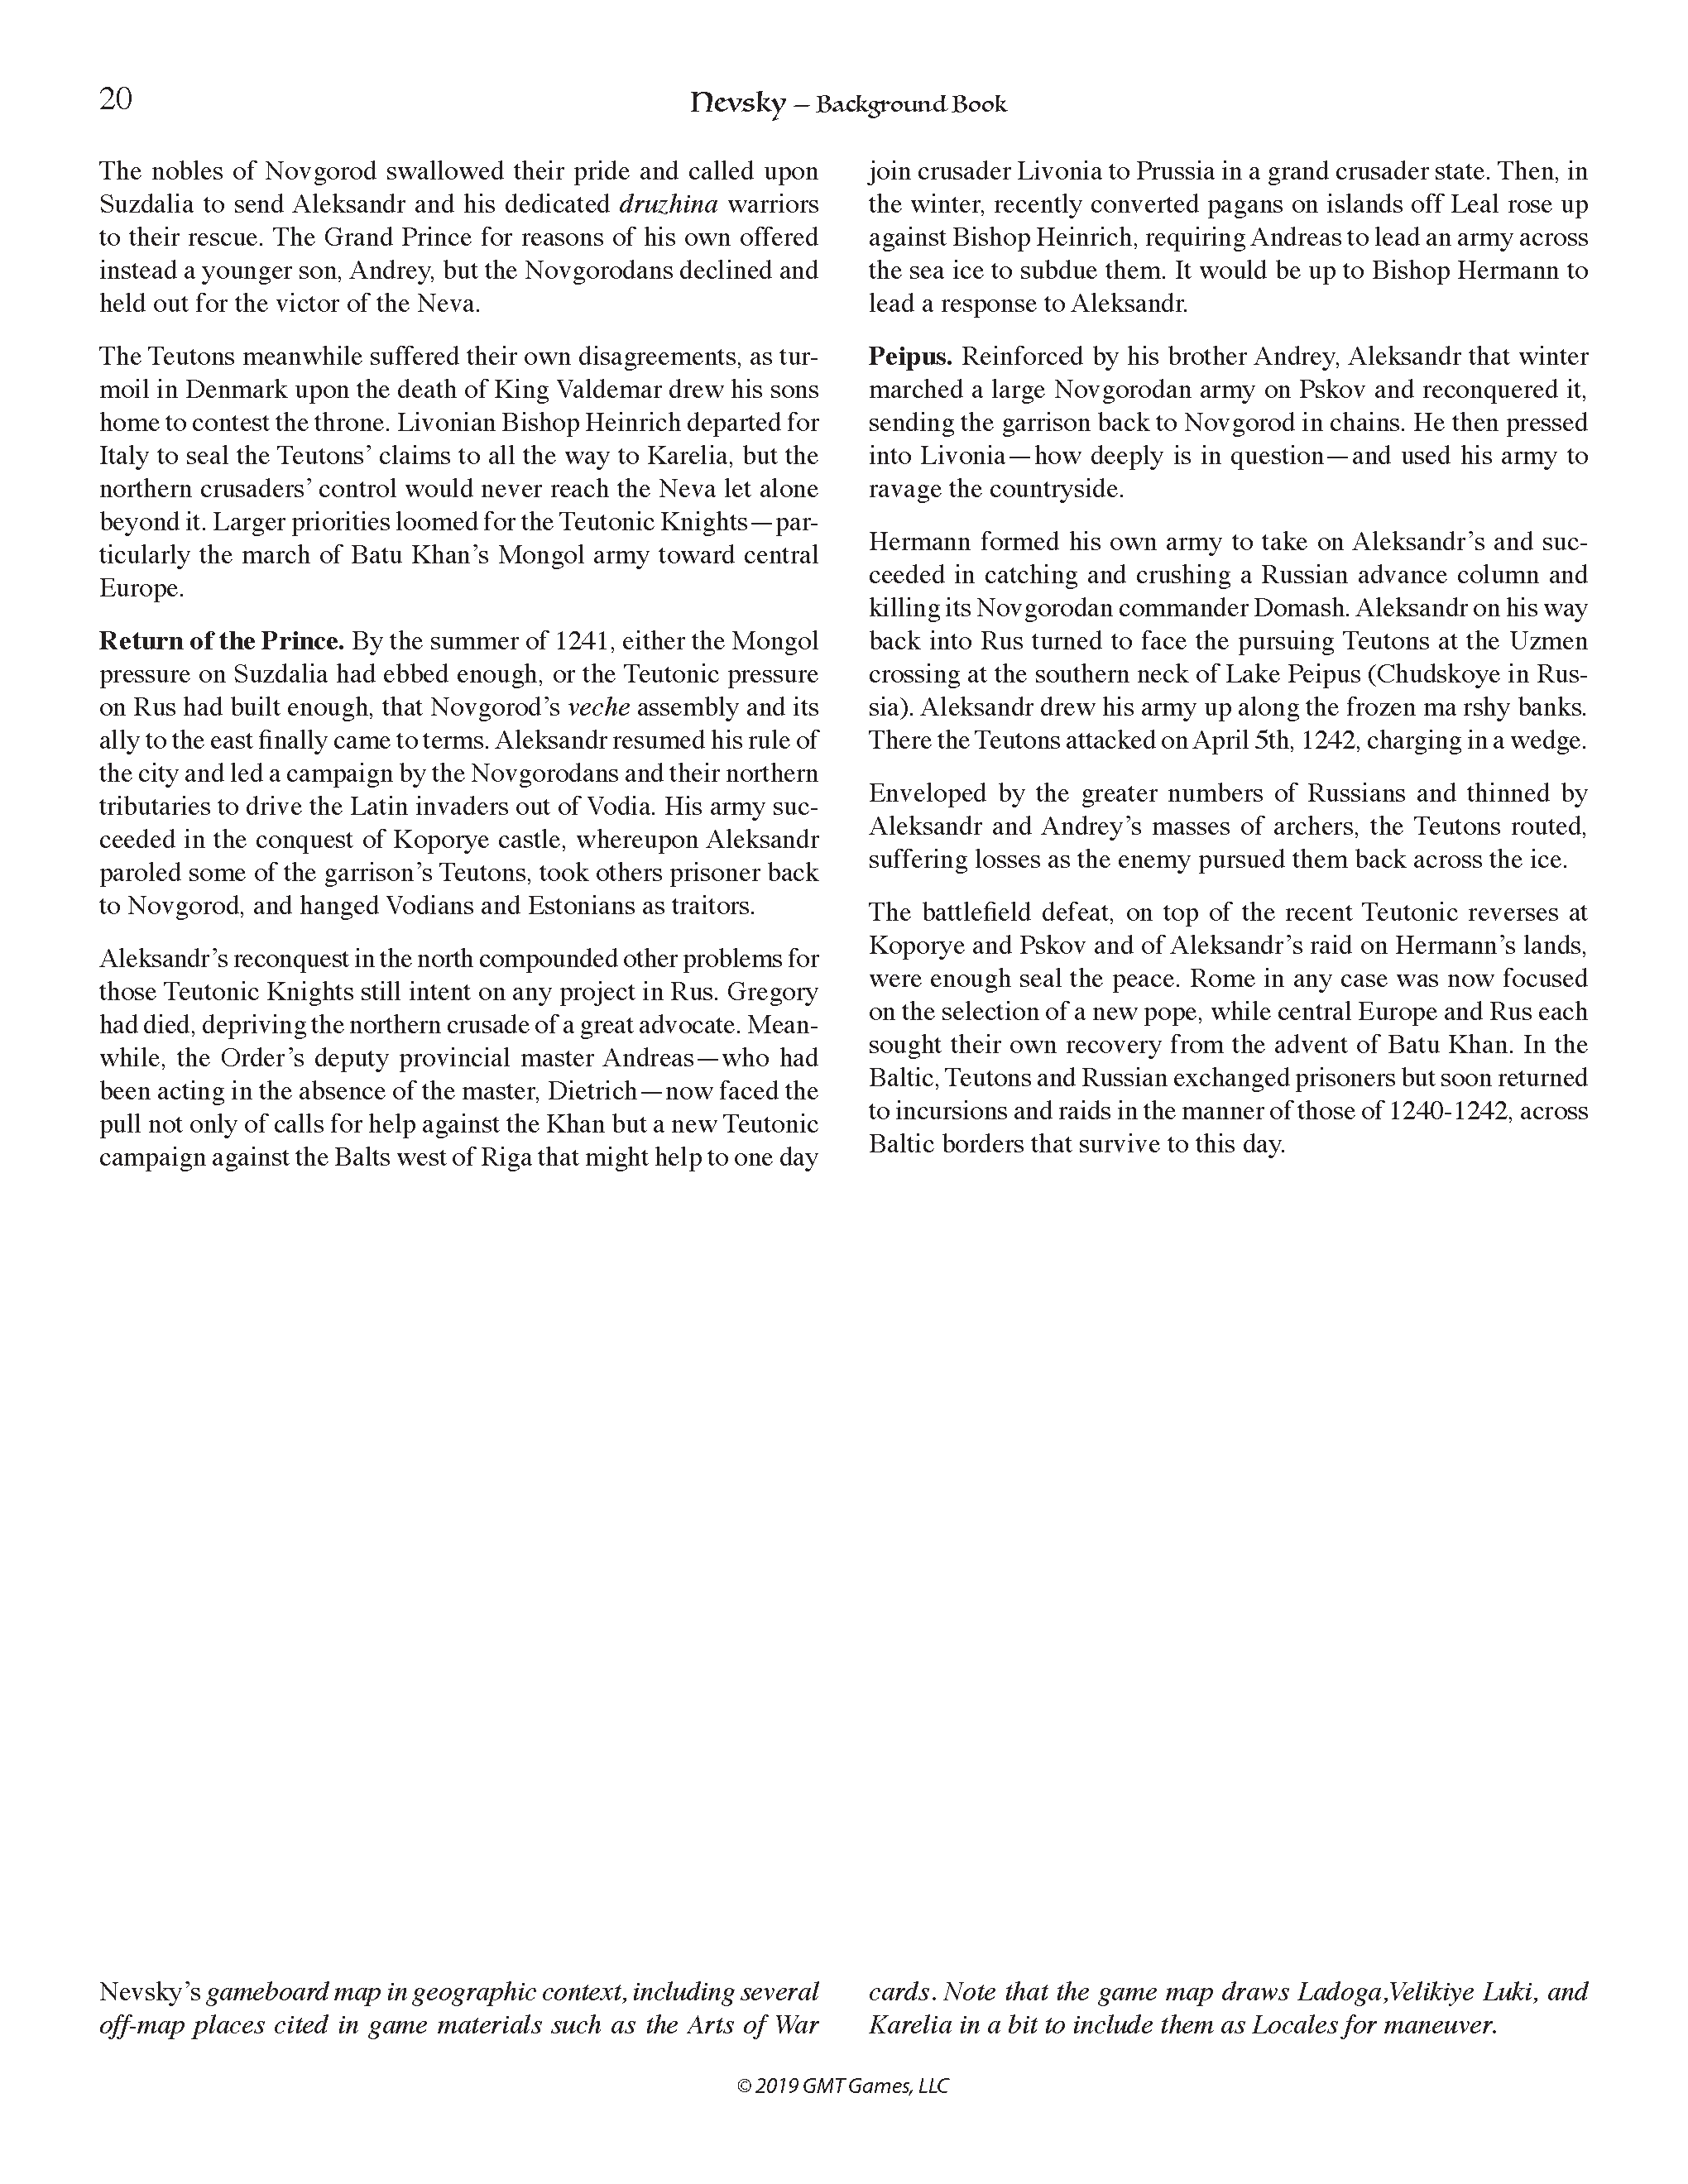 20
Nevsky – Background Book
The nobles of Novgorod swallowed their pride and called upon
Suzdalia to send Aleksandr and his dedicated druzhina warriors
to their rescue. The Grand Prince for reasons of his own offered
instead a younger son, Andrey, but the Novgorodans declined and
held out for the victor of the Neva.
The Teutons meanwhile suffered their own disagreements, as tur-
moil in Denmark upon the death of King Valdemar drew his sons
home to contest the throne. Livonian Bishop Heinrich departed for
Italy to seal the Teutons’ claims to all the way to Karelia, but the
northern crusaders’ control would never reach the Neva let alone
beyond it. Larger priorities loomed for the Teutonic Knights—par-
ticularly the march of Batu Khan’s Mongol army toward central
Europe.
Return of the Prince. By the summer of 1241, either the Mongol
pressure on Suzdalia had ebbed enough, or the Teutonic pressure
on Rus had built enough, that Novgorod’s veche assembly and its
ally to the east finally came to terms. Aleksandr resumed his rule of
the city and led a campaign by the Novgorodans and their northern
tributaries to drive the Latin invaders out of Vodia. His army suc-
ceeded in the conquest of Koporye castle, whereupon Aleksandr
paroled some of the garrison’s Teutons, took others prisoner back
to Novgorod, and hanged Vodians and Estonians as traitors.
Aleksandr’s reconquest in the north compounded other problems for
those Teutonic Knights still intent on any project in Rus. Gregory
had died, depriving the northern crusade of a great advocate. Mean-
while, the Order’s deputy provincial master Andreas—who had
been acting in the absence of the master, Dietrich—now faced the
pull not only of calls for help against the Khan but a new Teutonic
campaign against the Balts west of Riga that might help to one day
join crusader Livonia to Prussia in a grand crusader state. Then, in
the winter, recently converted pagans on islands off Leal rose up
against Bishop Heinrich, requiring Andreas to lead an army across
the sea ice to subdue them. It would be up to Bishop Hermann to
lead a response to Aleksandr.
Peipus. Reinforced by his brother Andrey, Aleksandr that winter
marched a large Novgorodan army on Pskov and reconquered it,
sending the garrison back to Novgorod in chains. He then pressed
into Livonia—how deeply is in question—and used his army to
ravage the countryside.
Hermann formed his own army to take on Aleksandr’s and suc-
ceeded in catching and crushing a Russian advance column and
killing its Novgorodan commander Domash. Aleksandr on his way
back into Rus turned to face the pursuing Teutons at the Uzmen
crossing at the southern neck of Lake Peipus (Chudskoye in Rus-
sia). Aleksandr drew his army up along the frozen ma rshy banks.
There the Teutons attacked on April 5th, 1242, charging in a wedge.
Enveloped by the greater numbers of Russians and thinned by
Aleksandr and Andrey’s masses of archers, the Teutons routed,
suffering losses as the enemy pursued them back across the ice.
The battlefield defeat, on top of the recent Teutonic reverses at
Koporye and Pskov and of Aleksandr’s raid on Hermann’s lands,
were enough seal the peace. Rome in any case was now focused
on the selection of a new pope, while central Europe and Rus each
sought their own recovery from the advent of Batu Khan. In the
Baltic, Teutons and Russian exchanged prisoners but soon returned
to incursions and raids in the manner of those of 1240-1242, across
Baltic borders that survive to this day.
Nevsky’s gameboard map in geographic context, including several
off-map places cited in game materials such as the Arts of War
cards. Note that the game map draws Ladoga,Velikiye Luki, and
Karelia in a bit to include them as Locales for maneuver.
© 2019 GMT Games, LLC